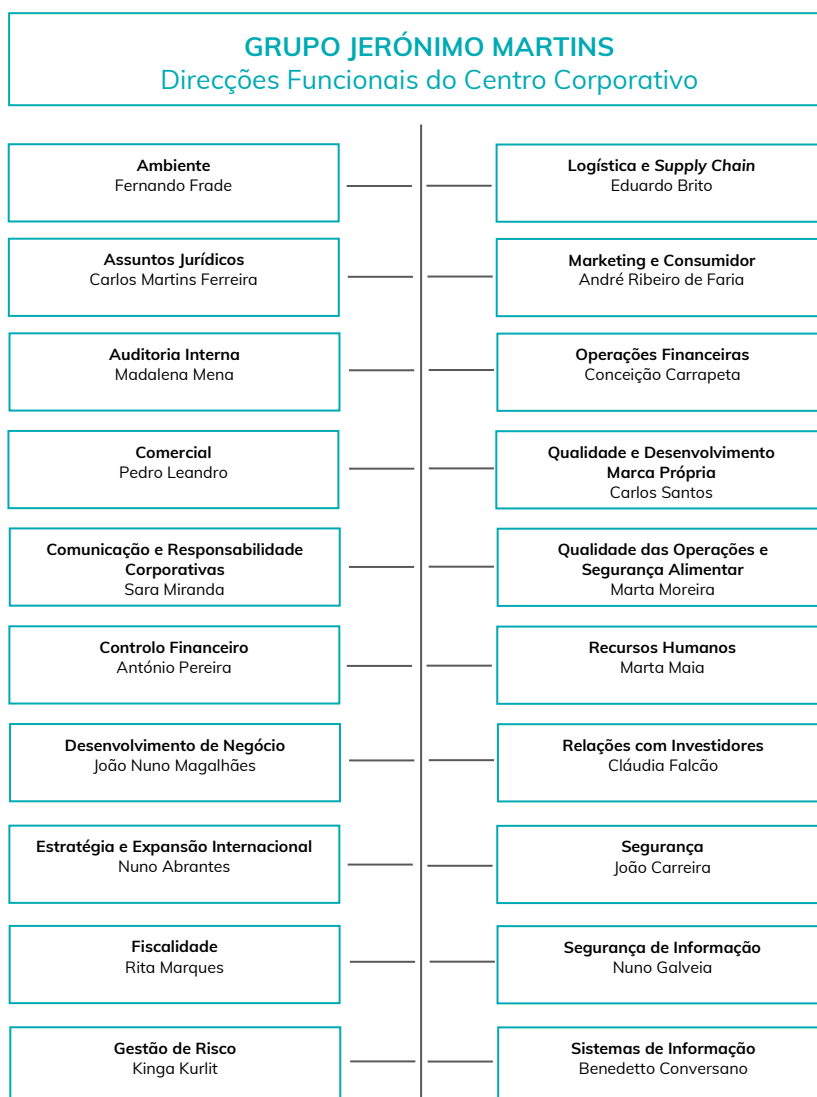 GRUPO JERÓNIMO MARTINS
Direcções Funcionais do Centro Corporativo
Ambiente
Fernando Frade
Assuntos Jurídicos
Carlos Martins Ferreira
Auditoria Interna
Madalena Mena
Comercial
Pedro Leandro
Comunicação e Responsabilidade
Corporativas
Sara Miranda
Controlo Financeiro
António Pereira
Desenvolvimento de Negócio
João Nuno Magalhães
Estratégia e Expansão Internacional
Nuno Abrantes
Fiscalidade
Rita Marques
Gestão de Risco
Kinga Kurlit
Logística e Supply Chain
Eduardo Brito
Marketing e Consumidor
André Ribeiro de Faria
Operações Financeiras
Conceição Carrapeta
Qualidade e Desenvolvimento
Marca Própria
Carlos Santos
Qualidade das Operações e
Segurança Alimentar
Marta Moreira
Recursos Humanos
Marta Maia
Relações com Investidores
Cláudia Falcão
Segurança
João Carreira
Segurança de Informação
Nuno Galveia
Sistemas de Informação
Benedetto Conversano